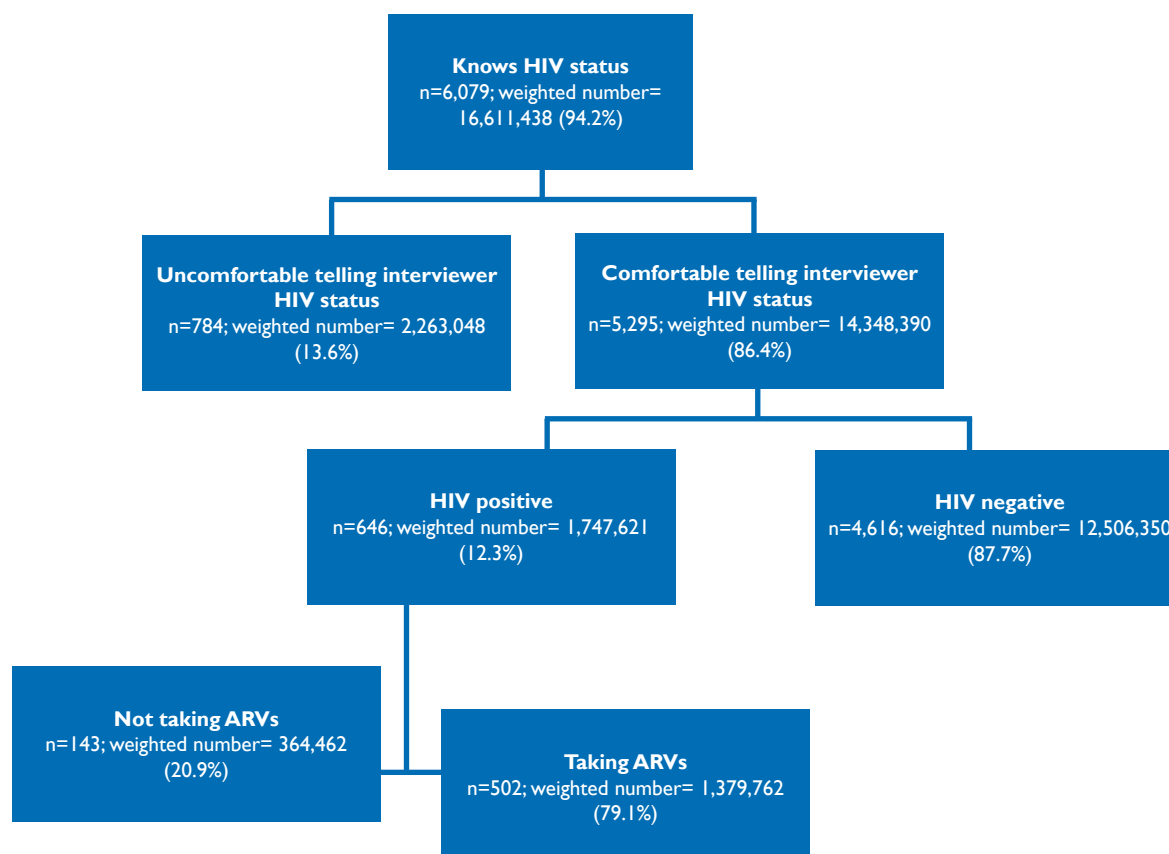 Knows HIV status
n=6,079; weighted number=
16,611,438 (94.2%)
Uncomfortable telling interviewer
HIV status
n=784; weighted number= 2,263,048
(13.6%)
Comfortable telling interviewer
HIV status
n=5,295; weighted number= 14,348,390
(86.4%)
HIV positive
n=646; weighted number= 1,747,621
(12.3%)
HIV negative
n=4,616; weighted number= 12,506,350
(87.7%)
Not taking ARVs
n=143; weighted number= 364,462
(20.9%)
Taking ARVs
n=502; weighted number= 1,379,762
(79.1%)